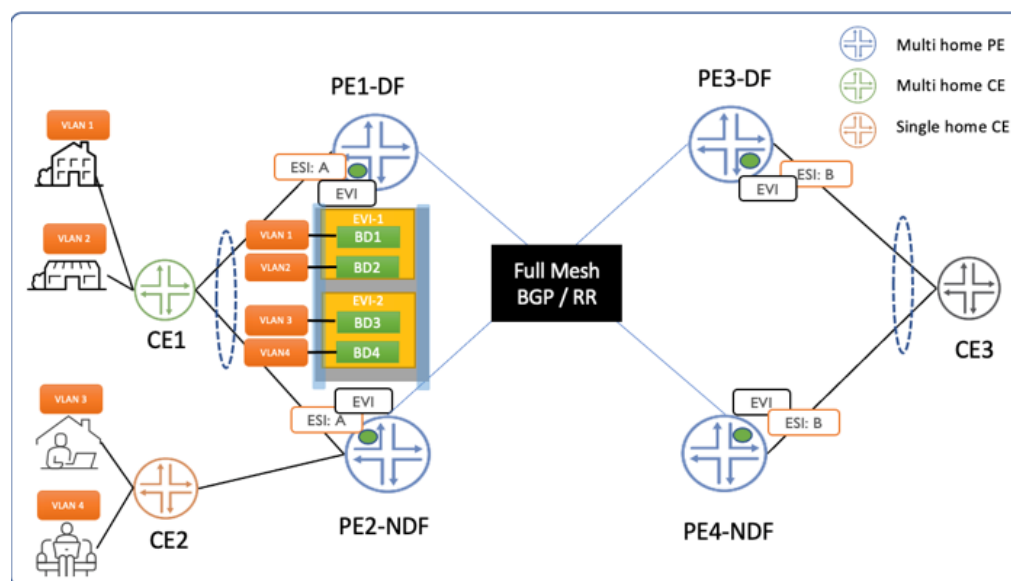 PE1-DF
PE3-DF
Multi home PE
Multi home CE
Single home CE
VLAN 1
ESI: A
EVI
ESI: B
EVI
VLAN 2
EVI-1
VLAN 1
BD1
VLAN2
BD2
Full Mesh
BGP / RR
EVI-2
VLAN 3
BD3
VLAN4
BD4
CE1
CE3
VLAN 3
EVI
ESI: A
EVI
ESI: B
VLAN 4
CE2
PE2-NDF
PE4-NDF